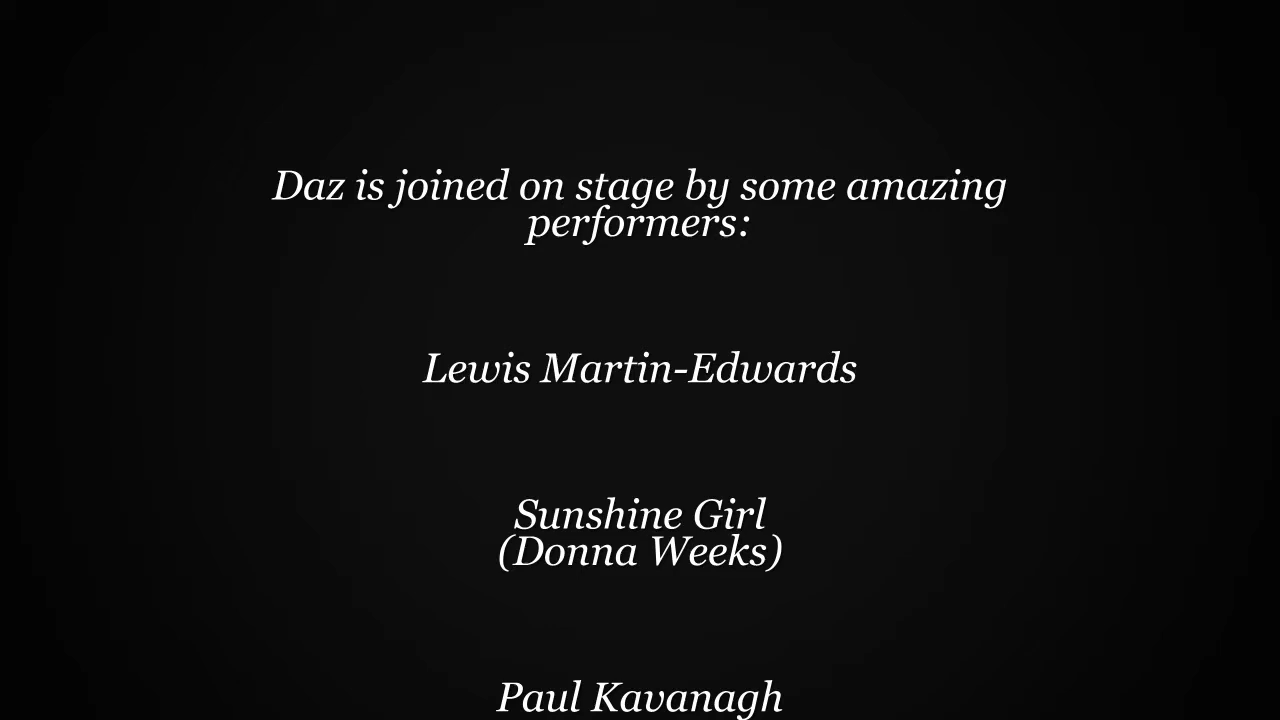 Daz is joined on stage by some amazing
performers:
Lewis Martin-Edwards
Sunshine Girl
(Donna Weeks)
Paul Kavanagh